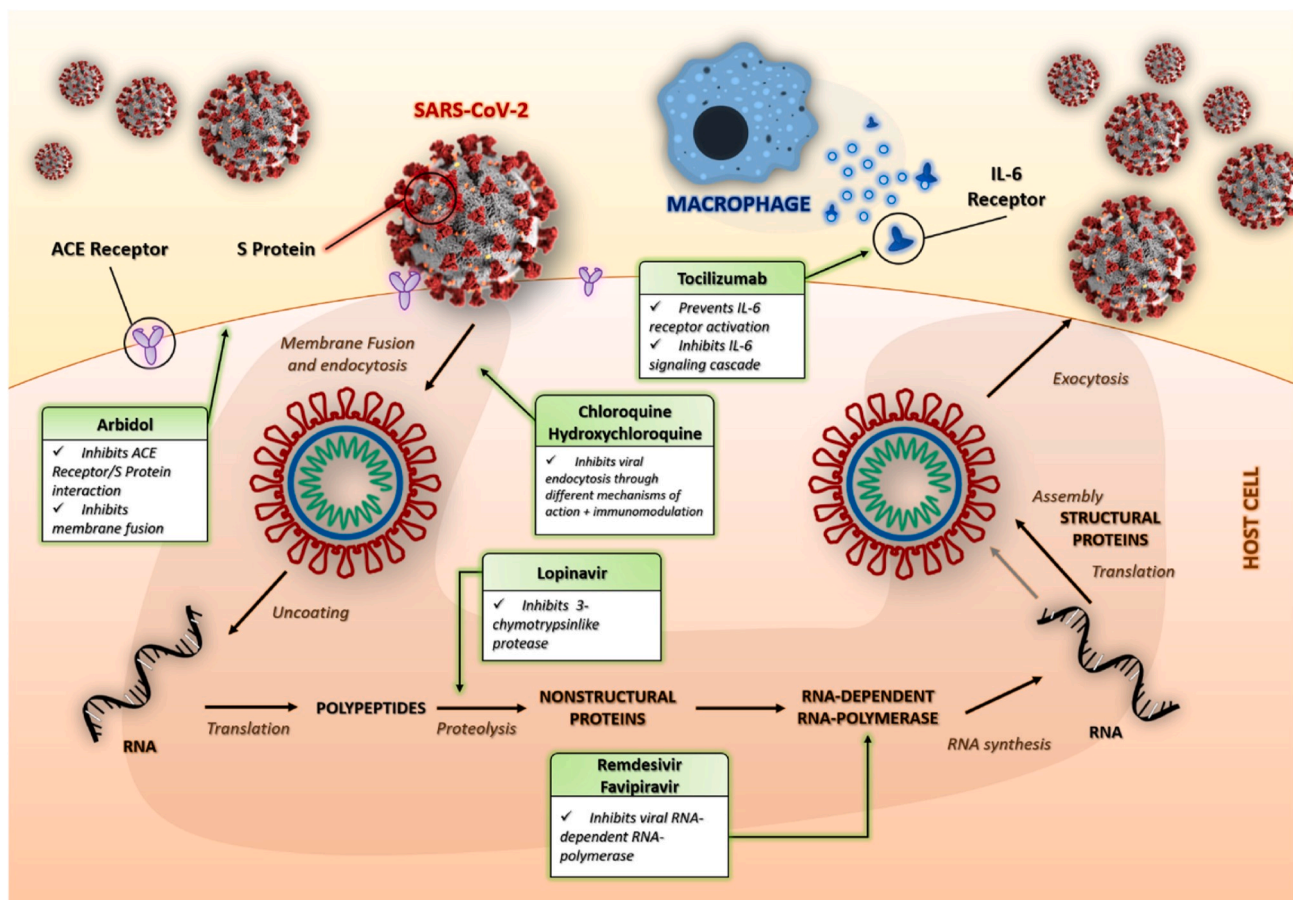 SARS-CoV-2
MACROPHAGE
IL-6
Receptor
ACE Receptor
S Protein
Tocilizumab
✓ Prevents IL-6
receptor activation
✓ Inhibits IL-6
signaling cascade
Membrane Fusion
and endocytosis
Exocytosis
Arbidol
✓ Inhibits ACE
Receptor/S Protein
interaction
✓ Inhibits
membrane fusion
Chloroquine
Hydroxychloroquine
✓ Inhibits viral
endocytosis through
different mechanisms of
action + immunomodulation
Assembly
STRUCTURAL
PROTEINS
Translation
HOST CELL
Lopinavir
✓ Inhibits 3-
chymotrypsinlike
protease
Uncoating
RNA
Translation
POLYPEPTIDES
Proteolysis
NONSTRUCTURAL
PROTEINS
RNA-DEPENDENT
RNA-POLYMERASE
RNA synthesis
RNA
Remdesivir
Favipiravir
✓ Inhibits viral RNA-
dependent RNA-
polymerase